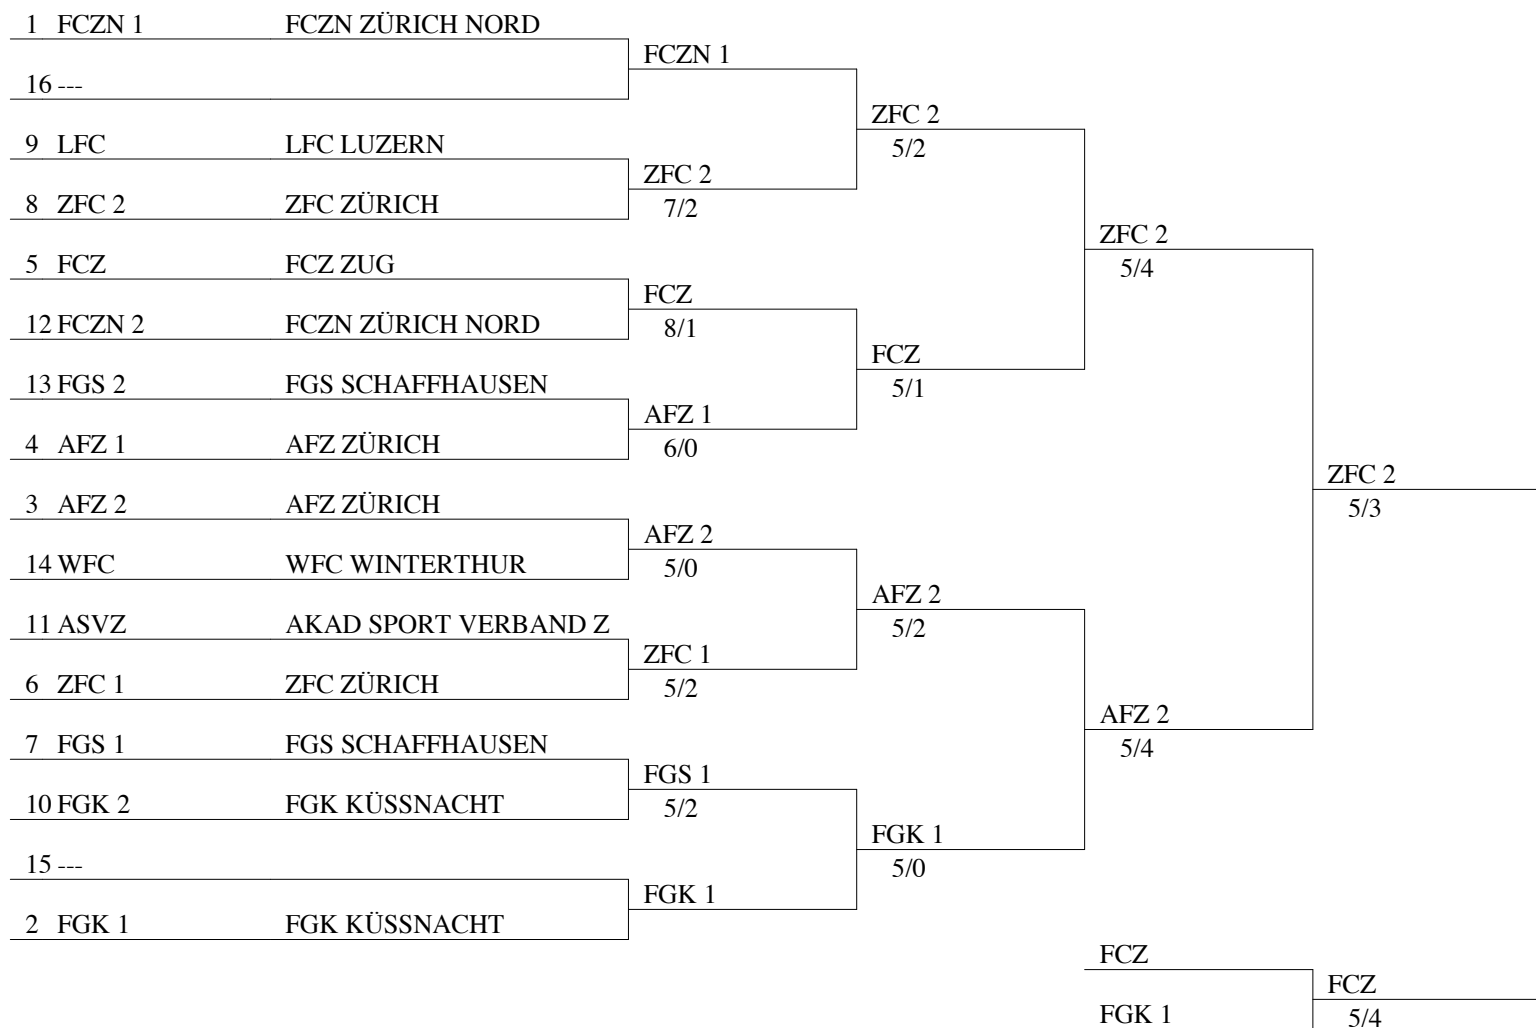 1 FCZN 1 FCZN ZÜRICH NORD
FCZN 1
16 ---
ZFC 2
5/2
9 LFC LFC LUZERN
ZFC 2
7/2
8 ZFC 2 ZFC ZÜRICH
ZFC 2
5/4
5 FCZ FCZ ZUG
FCZ
8/1
12 FCZN 2 FCZN ZÜRICH NORD
FCZ
5/1
13 FGS 2 FGS SCHAFFHAUSEN
AFZ 1
6/0
4 AFZ 1 AFZ ZÜRICH
ZFC 2
5/3
3 AFZ 2 AFZ ZÜRICH
AFZ 2
5/0
14 WFC WFC WINTERTHUR
AFZ 2
5/2
11 ASVZ AKAD SPORT VERBAND Z
ZFC 1
5/2
6 ZFC 1 ZFC ZÜRICH
AFZ 2
5/4
7 FGS 1 FGS SCHAFFHAUSEN
FGS 1
5/2
10 FGK 2 FGK KÜSSNACHT
FGK 1
5/0
15 ---
FGK 1
2 FGK 1 FGK KÜSSNACHT
FCZ
FCZ
5/4
FGK 1